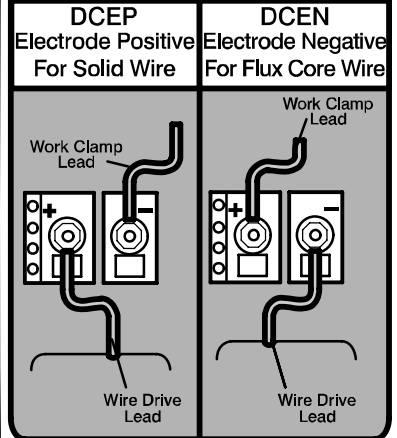 DCEP
Electrode Positive
For Solid Wire
DCEN
Electrode Negative
For Flux Core Wire
Work Clamp
Lead
+
−
Wire Drive
Lead
Work Clamp
Lead
+
−
Wire Drive
Lead